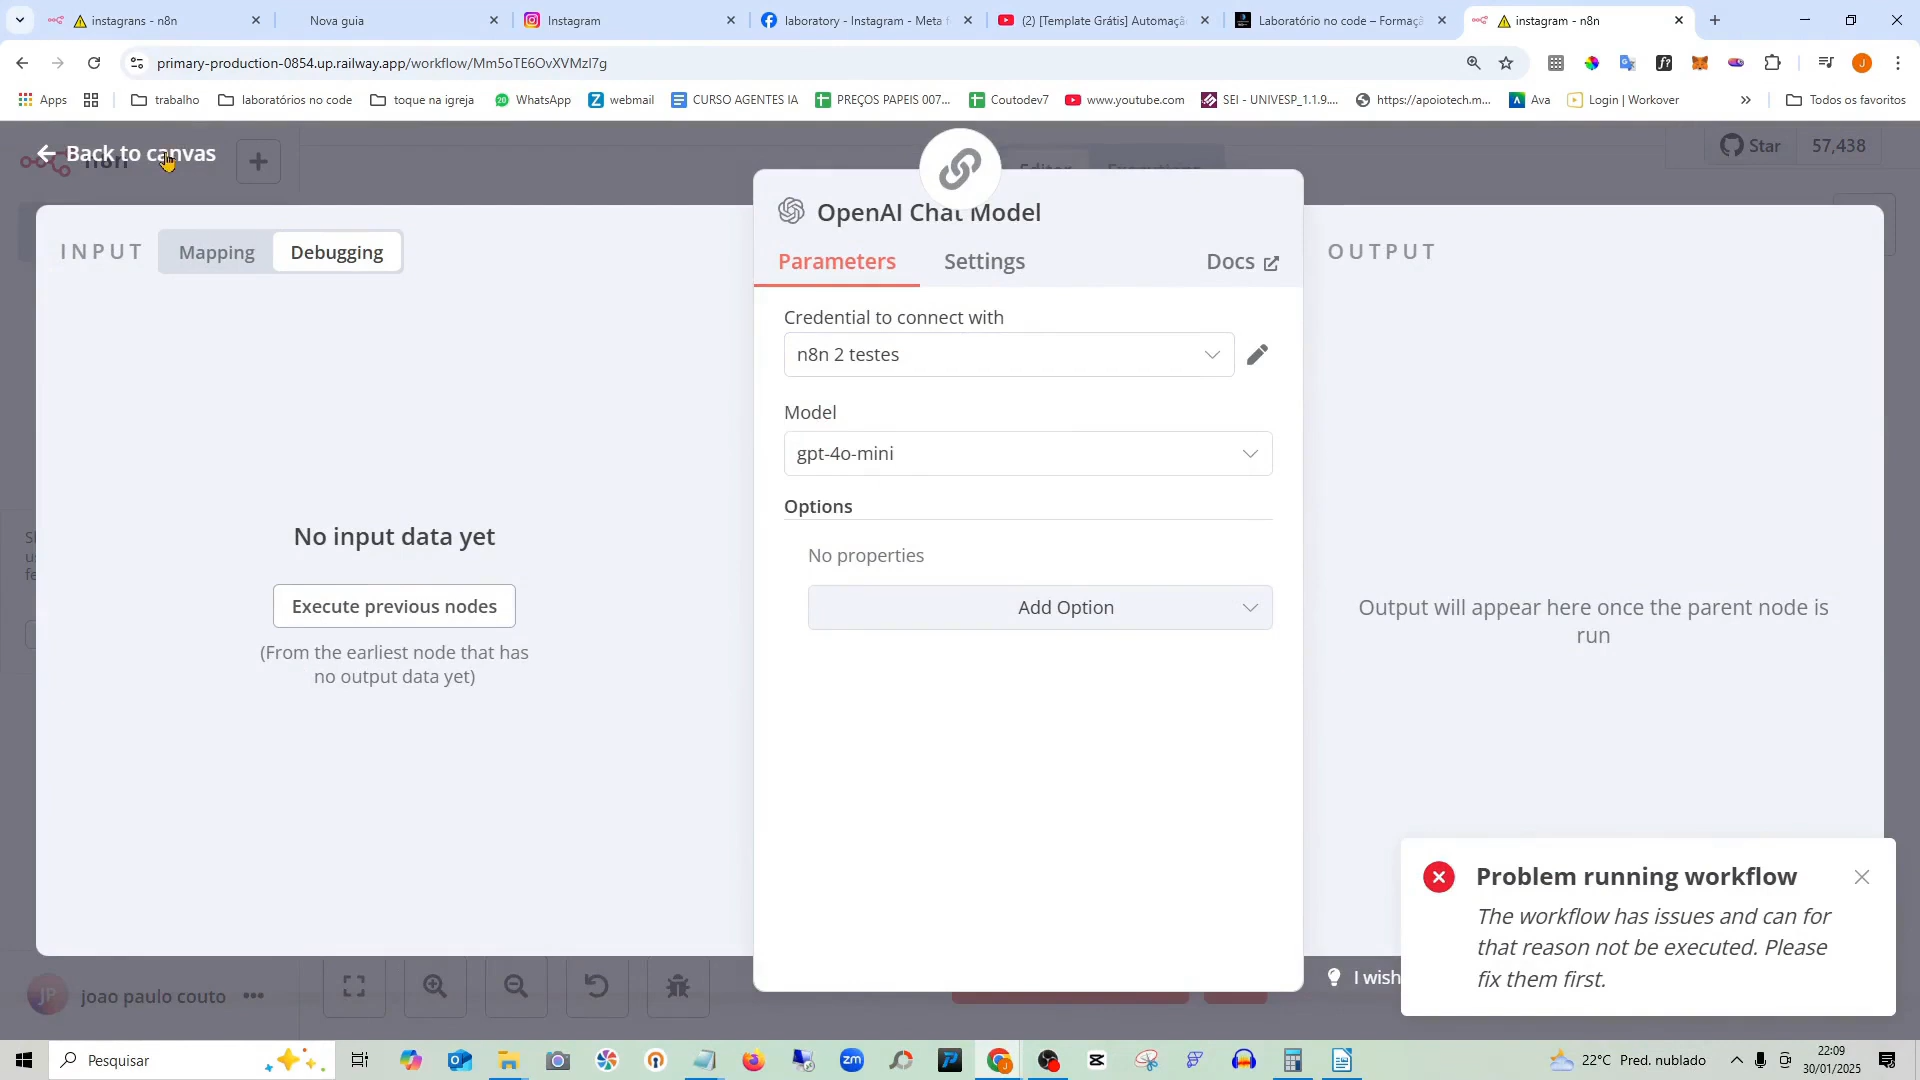 instagrans - n8n
Nova guia
Instagram
laboratory - Instagram - Meta f
(2) [Template Grátis] Automaçã
Laboratório no code – Formaçã
instagram - n8n
primary-production-0854.up.railway.app/workflow/Mm5oTE6OvXVMzI7g
Apps
trabalho
laboratórios no code
toque na igreja
WhatsApp
webmail
CURSO AGENTES IA
PREÇOS PAPEIS 007...
Coutodev7
www.youtube.com
SEI - UNIVESP_1.1.9....
https://apoiotech.m...
Ava
Login | Workover
Todos os favoritos
Back to canvas
n8n
Editor
Executions
Star
57,438
OpenAI Chat Model
INPUT
Mapping
Debugging
Parameters
Settings
Docs
OUTPUT
Credential to connect with
n8n 2 testes
Model
gpt-4o-mini
Options
No properties
Add Option
No input data yet
Execute previous nodes
(From the earliest node that has
no output data yet)
Output will appear here once the parent node is
run
Problem running workflow
The workflow has issues and can for
that reason not be executed. Please
fix them first.
I wish
JP
joao paulo couto
Pesquisar
22°C Pred. nublado
22:09
30/01/2025